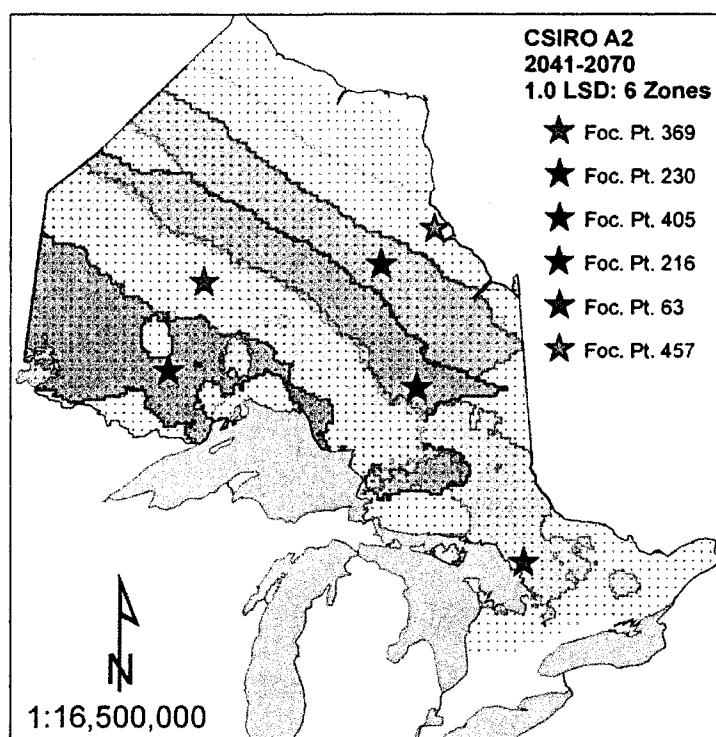 CSIRO A2
2041-2070
1.0 LSD: 6 Zones
Foc. Pt. 369
Foc. Pt. 230
Foc. Pt. 405
Foc. Pt. 216
Foc. Pt. 63
Foc. Pt. 457
N
1:16,500,000